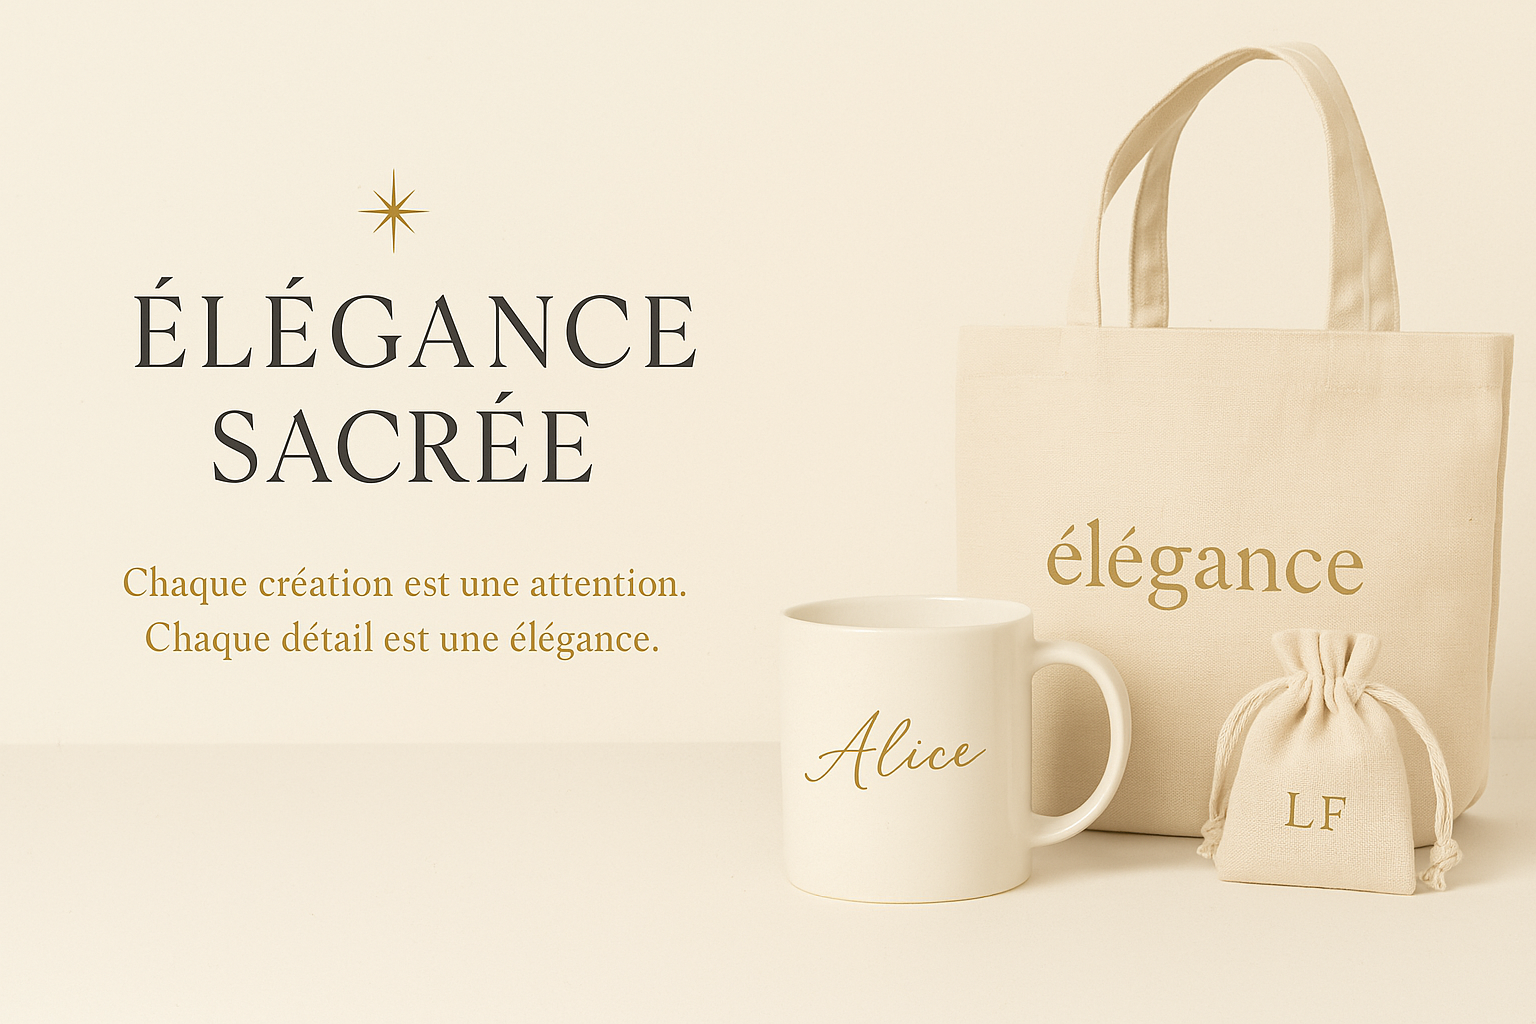 ÉLÉGANCE
SACRÉE
Chaque création est une attention.
Chaque détail est une élégance.
élégance
Alice
LF